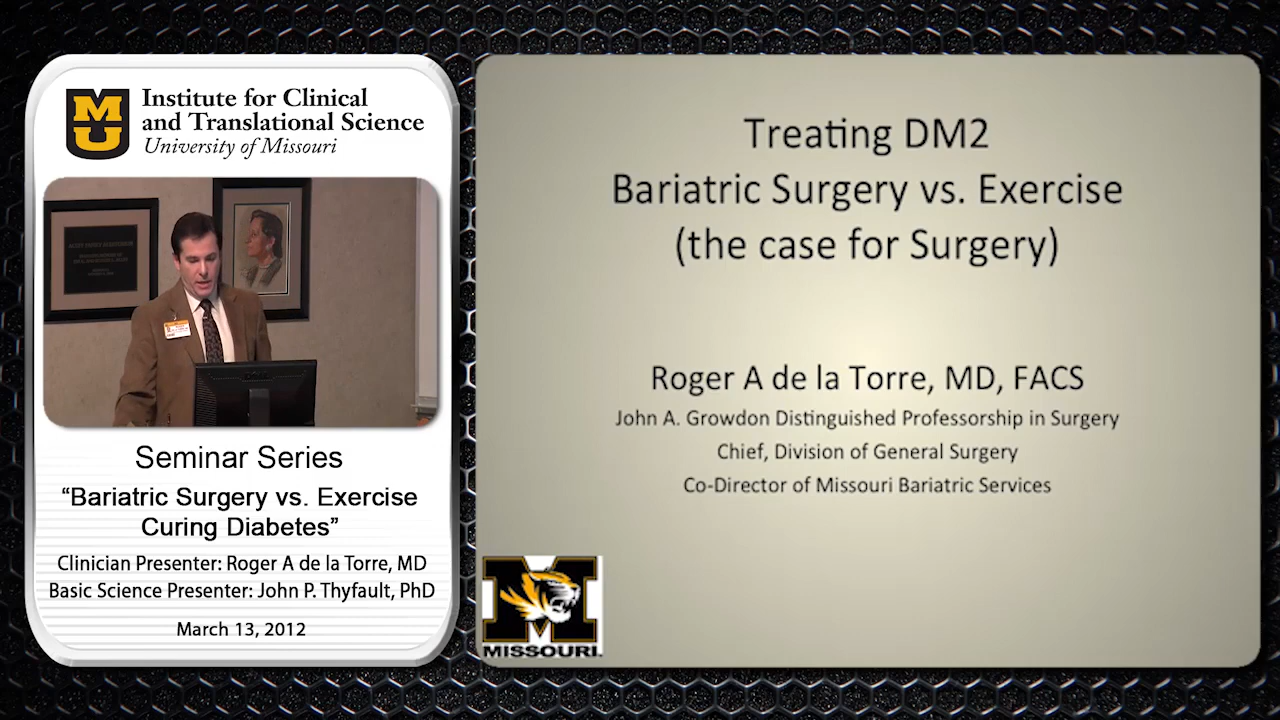 MU
Institute for Clinical
and Translational Science
University of Missouri
Seminar Series
“Bariatric Surgery vs. Exercise
Curing Diabetes”
Clinician Presenter: Roger A de la Torre, MD
Basic Science Presenter: John P. Thyfault, PhD
March 13, 2012
Treating DM2
Bariatric Surgery vs. Exercise
(the case for Surgery)
Roger A de la Torre, MD, FACS
John A. Growdon Distinguished Professorship in Surgery
Chief, Division of General Surgery
Co-Director of Missouri Bariatric Services
MISSOURI.